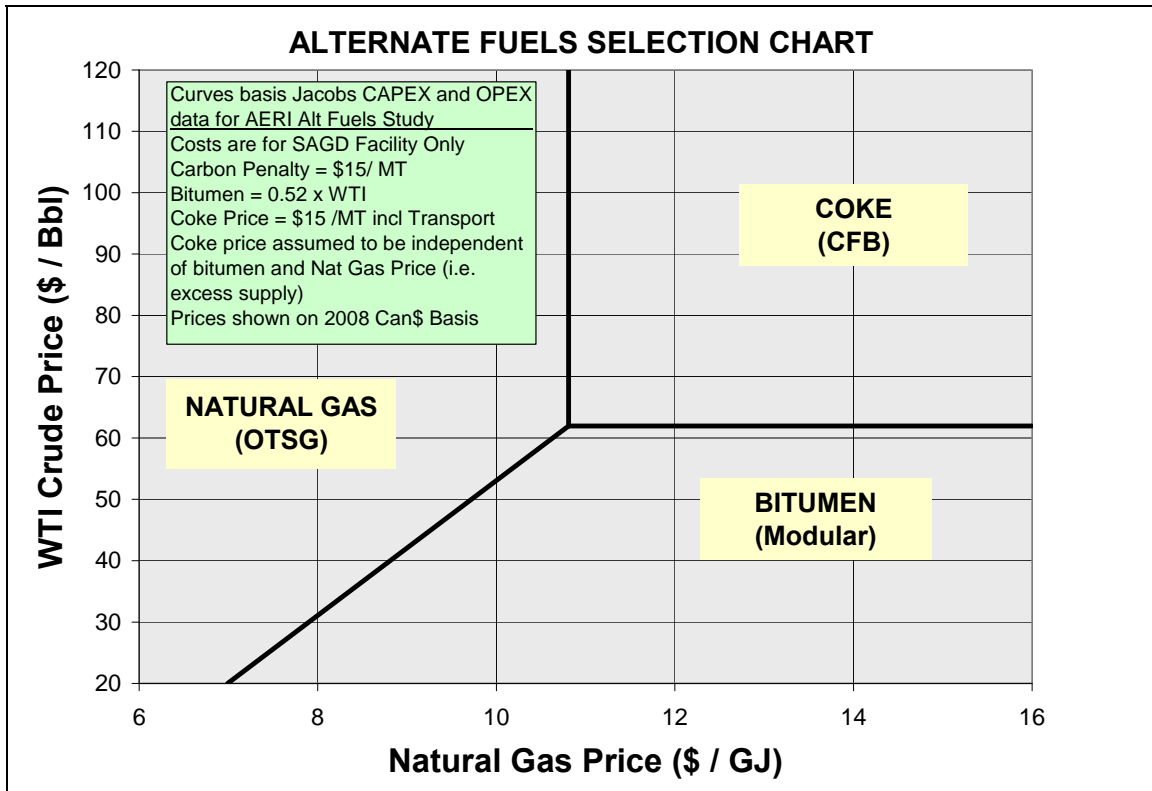 ALTERNATE FUELS SELECTION CHART
120
110
100
90
80
70
60
50
40
30
20
WTI Crude Price ($ / Bbl)
Curves basis Jacobs CAPEX and OPEX
data for AERI Alt Fuels Study
Costs are for SAGD Facility Only
Carbon Penalty = $15/ MT
Bitumen = 0.52 x WTI
Coke Price = $15 /MT incl Transport
Coke price assumed to be independent
of bitumen and Nat Gas Price (i.e.
excess supply)
Prices shown on 2008 Can$ Basis
COKE
(CFB)
NATURAL GAS
(OTSG)
BITUMEN
(Modular)
6 8 10 12 14 16
Natural Gas Price ($ / GJ)